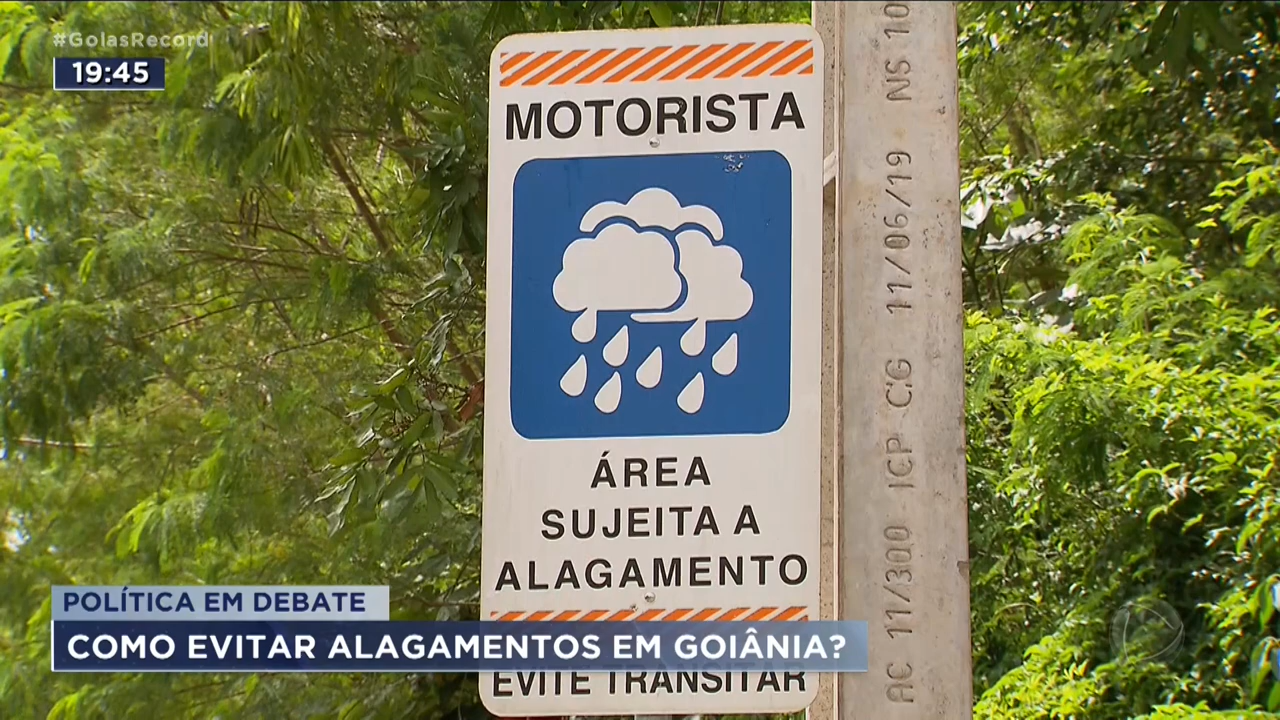 #GoiasRecord
19:45
MOTORISTA
ÁREA
SUJEITA A
ALAGAMENTO
EVITE TRANSITAR
AC 11/300 ICP CG 11/06/19 NS 10
POLÍTICA EM DEBATE
COMO EVITAR ALAGAMENTOS EM GOIÂNIA?